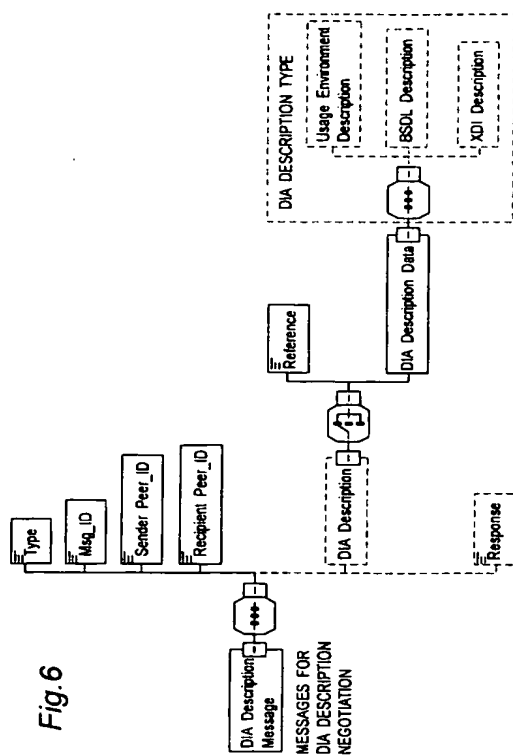 Fig.6
DIA Description
Message
MESSAGES FOR
DIA DESCRIPTION
NEGOTIATION
Type
Msg_ID
Sender Peer_ID
Recipient Peer_ID
DIA Description
Response
Reference
DIA Description Data
DIA DESCRIPTION TYPE
Usage Environment
Description
BSDL Description
XDI Description